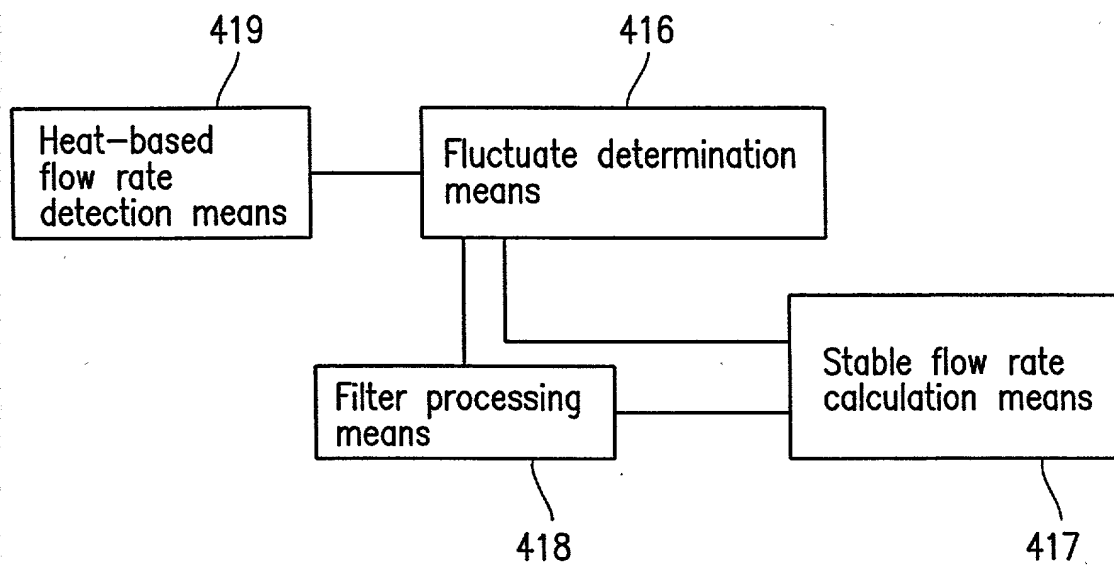 419
416
Heat-based
flow rate
detection means
Fluctuate determination
means
Stable flow rate
calculation means
Filter processing
means
418
417